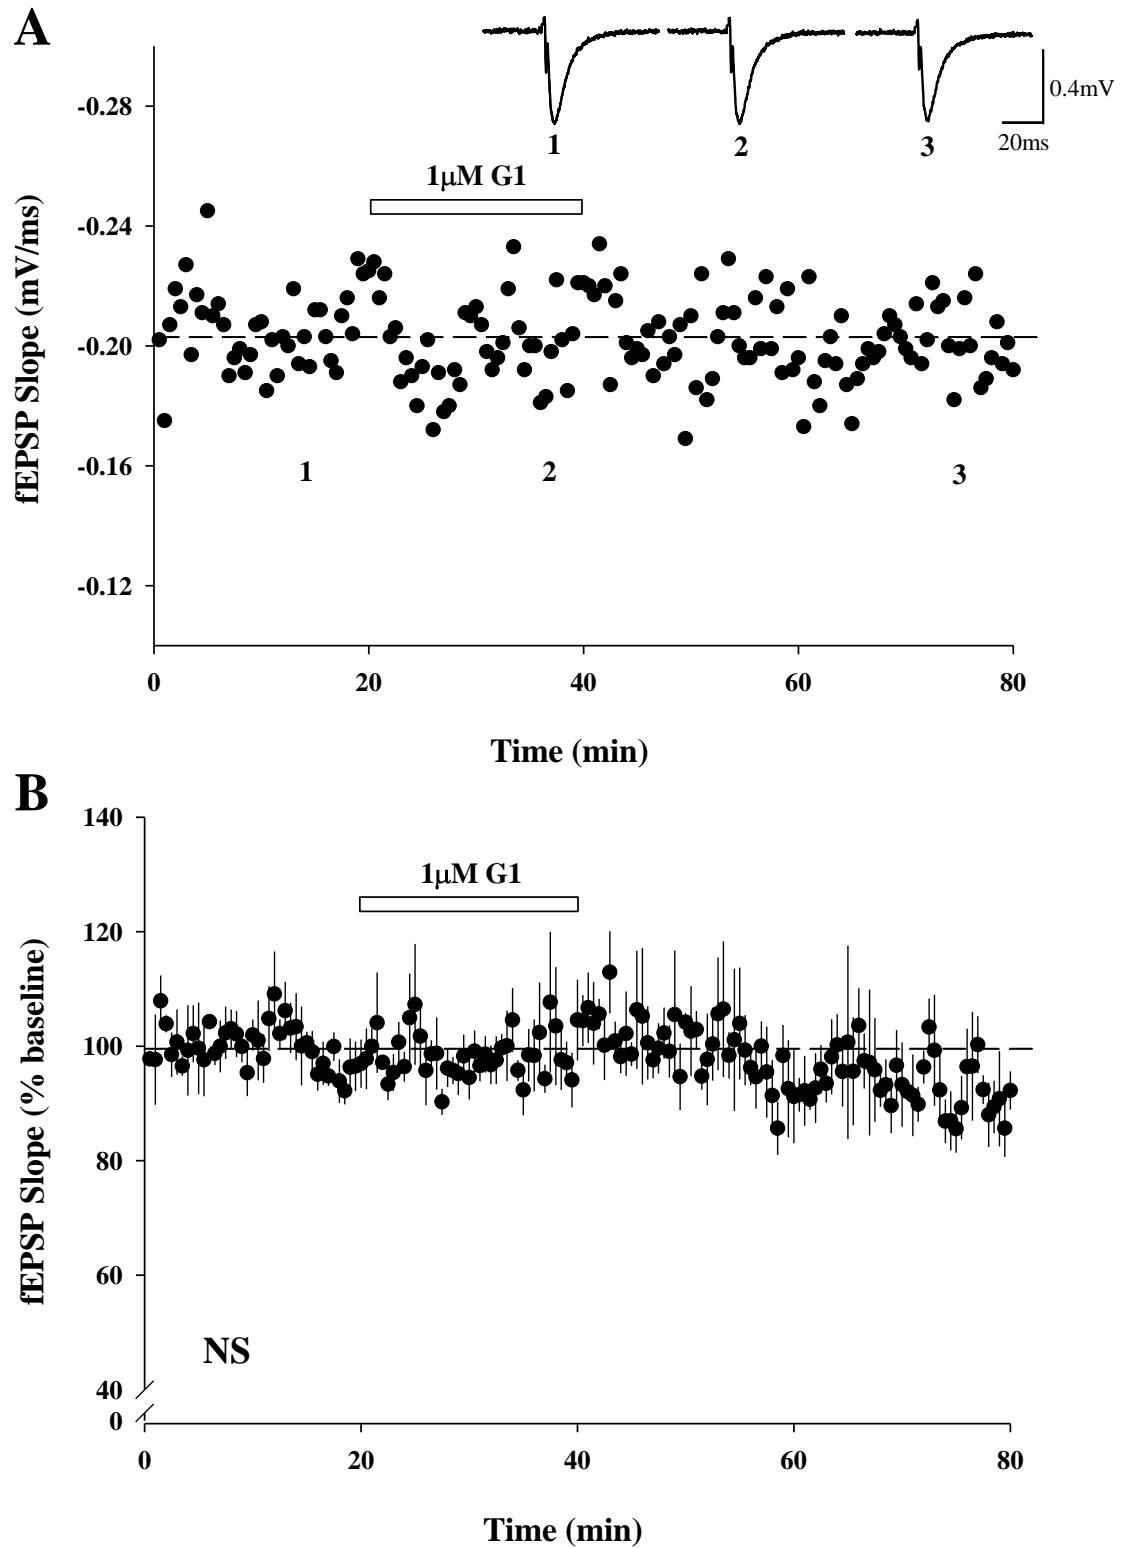 A
0.4mV
20ms
1
2
3
1μM G1
-0.28
-0.24
-0.20
-0.16
-0.12
fEPSP Slope (mV/ms)
1
2
3
0
20
40
60
80
Time (min)
B
140
120
100
80
60
40
0
fEPSP Slope (% baseline)
1μM G1
NS
0
20
40
60
80
Time (min)